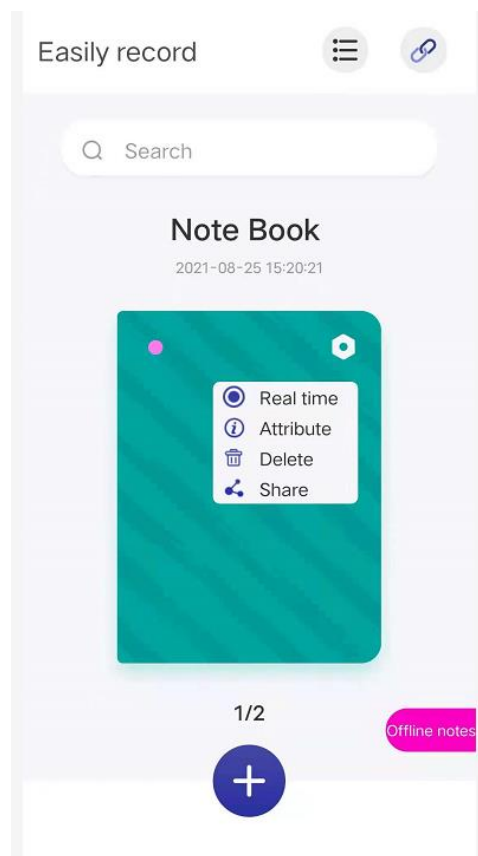 Easily record
Search
Note Book
2021-08-25 15:20:21
Real time
Attribute
Delete
Share
1/2
Offline notes